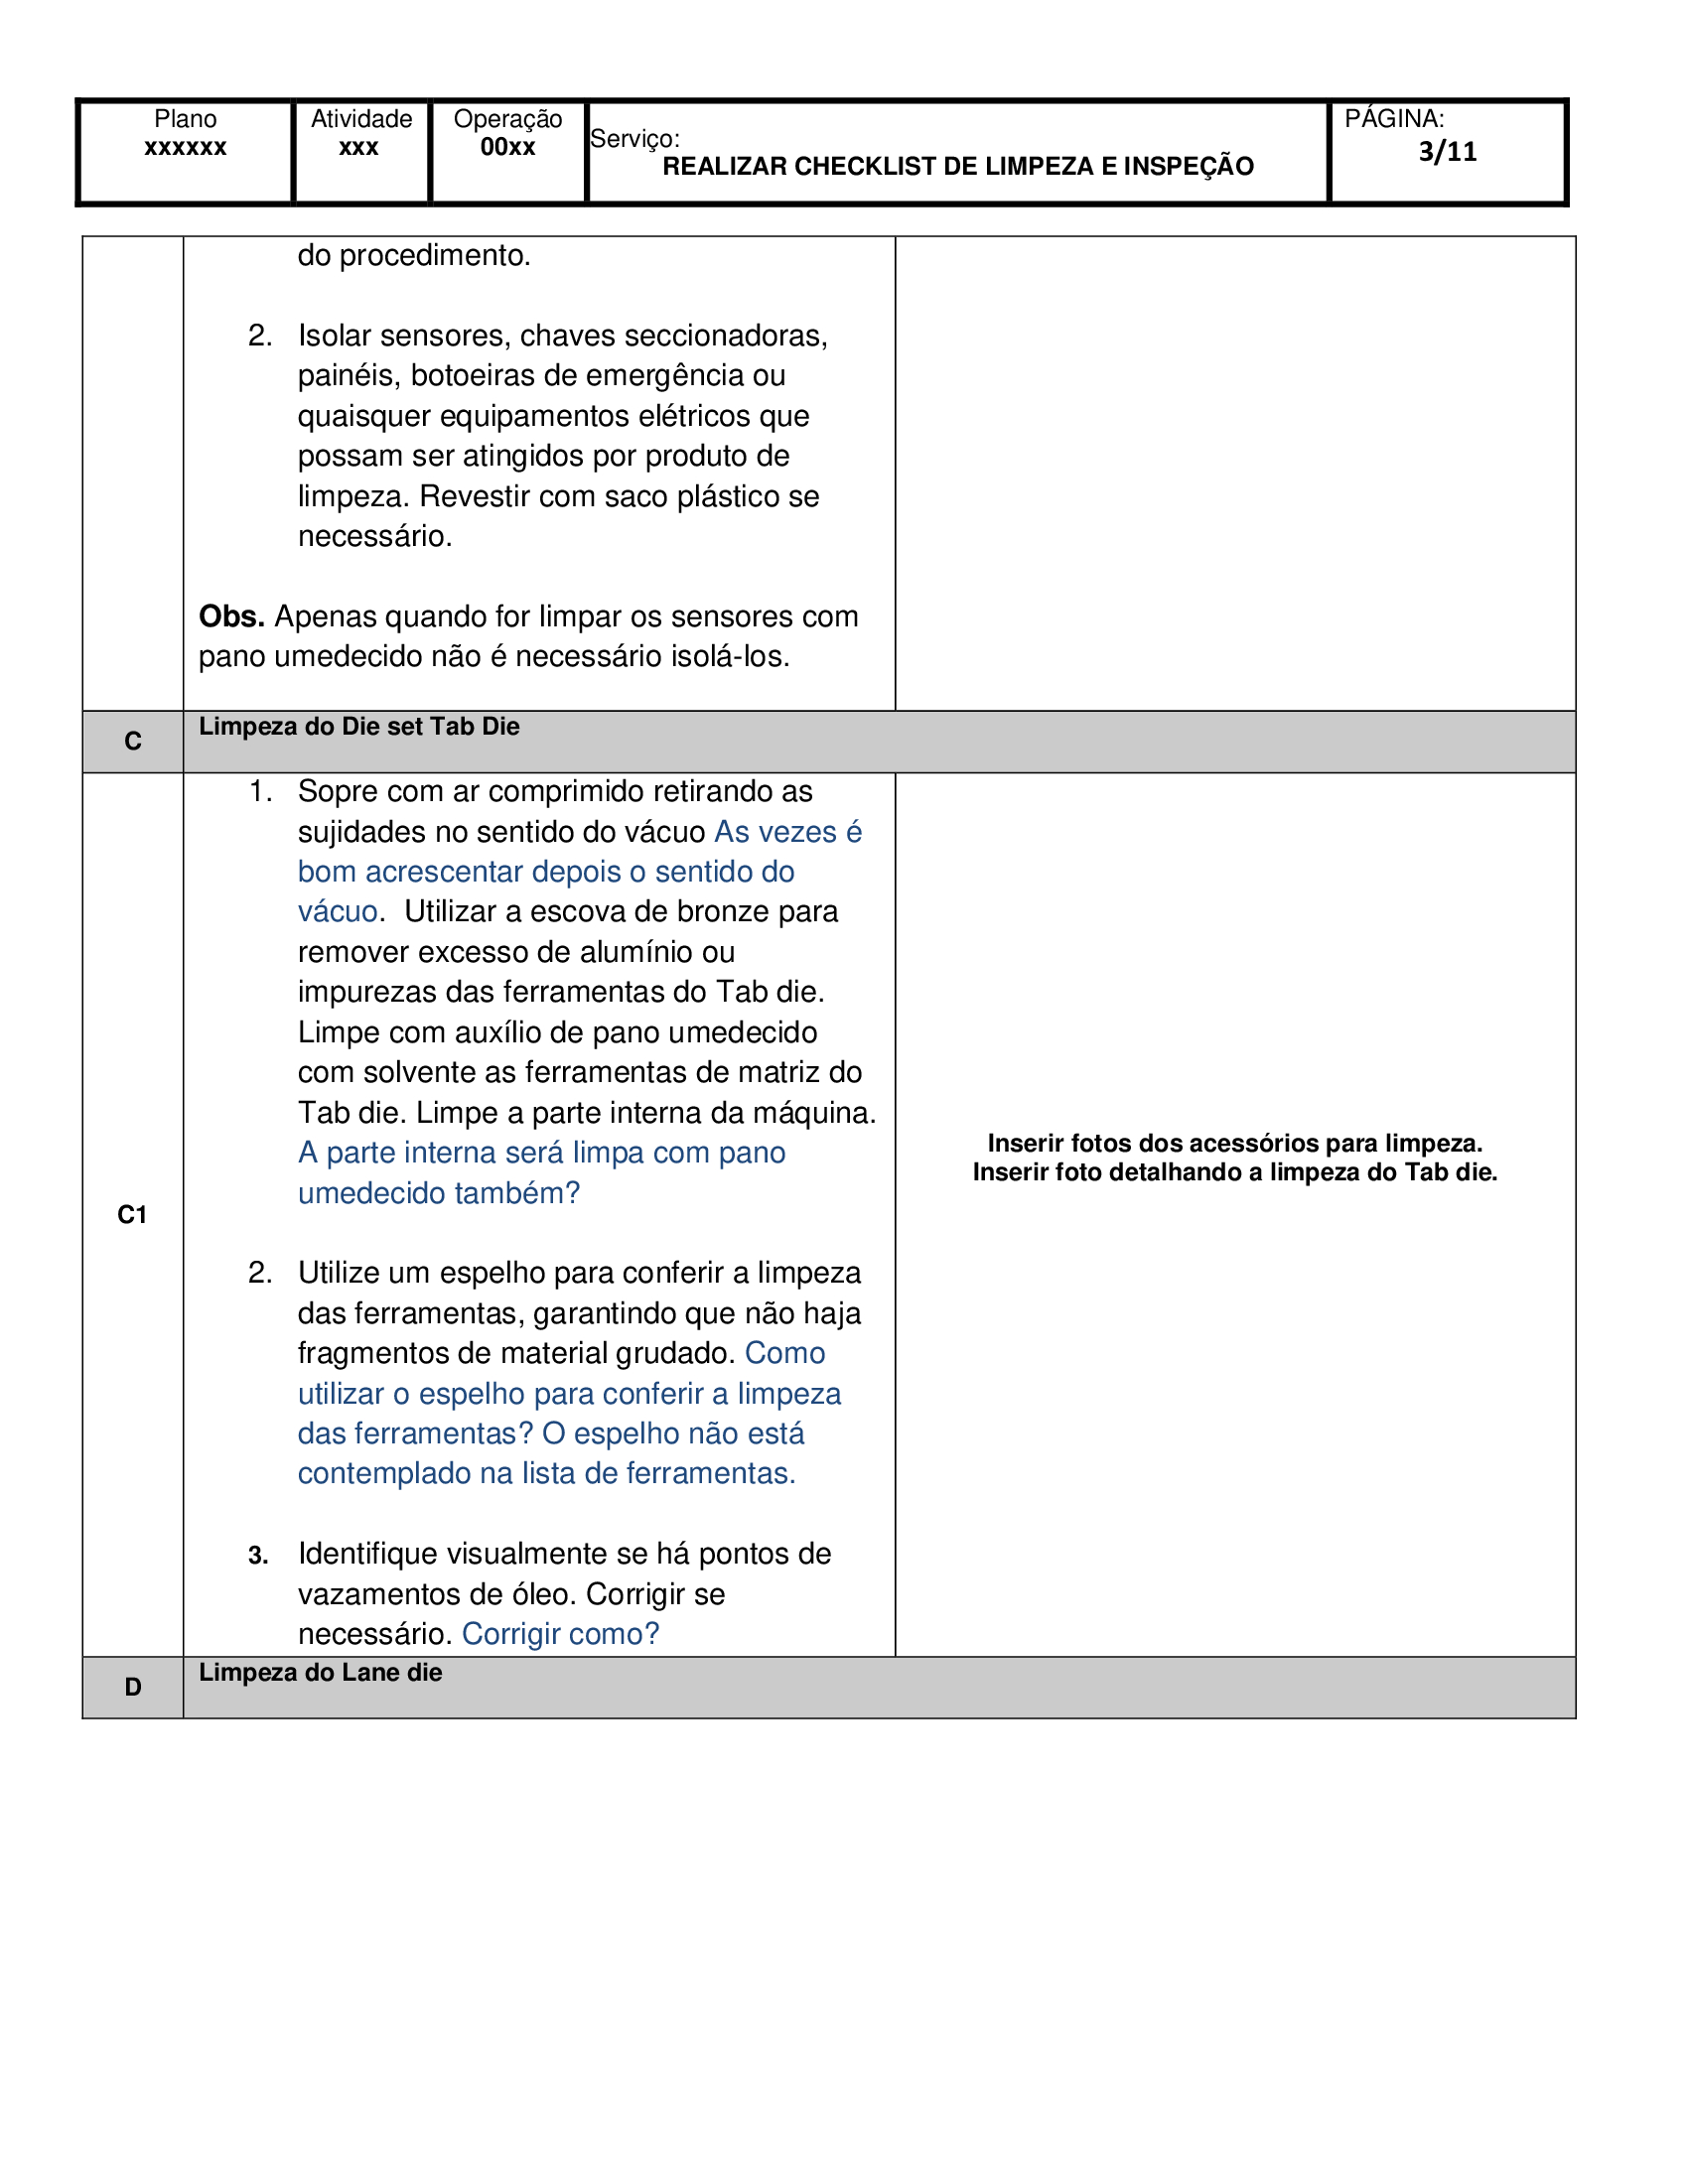 Plano
xxxxxx
Atividade
xxx
Operação
00xx
Serviço:
REALIZAR CHECKLIST DE LIMPEZA E INSPEÇÃO
PÁGINA:
3/11
do procedimento.
2. Isolar sensores, chaves seccionadoras,
painéis, botoeiras de emergência ou
quaisquer equipamentos elétricos que
possam ser atingidos por produto de
limpeza. Revestir com saco plástico se
necessário.
Obs. Apenas quando for limpar os sensores com
pano umedecido não é necessário isolá-los.
C
Limpeza do Die set Tab Die
C1
1. Sopre com ar comprimido retirando as
sujidades no sentido do vácuo As vezes é
bom acrescentar depois o sentido do
vácuo. Utilizar a escova de bronze para
remover excesso de alumínio ou
impurezas das ferramentas do Tab die.
Limpe com auxílio de pano umedecido
com solvente as ferramentas de matriz do
Tab die. Limpe a parte interna da máquina.
A parte interna será limpa com pano
umedecido também?
2. Utilize um espelho para conferir a limpeza
das ferramentas, garantindo que não haja
fragmentos de material grudado. Como
utilizar o espelho para conferir a limpeza
das ferramentas? O espelho não está
contemplado na lista de ferramentas.
3. Identifique visualmente se há pontos de
vazamentos de óleo. Corrigir se
necessário. Corrigir como?
Inserir fotos dos acessórios para limpeza.
Inserir foto detalhando a limpeza do Tab die.
D
Limpeza do Lane die